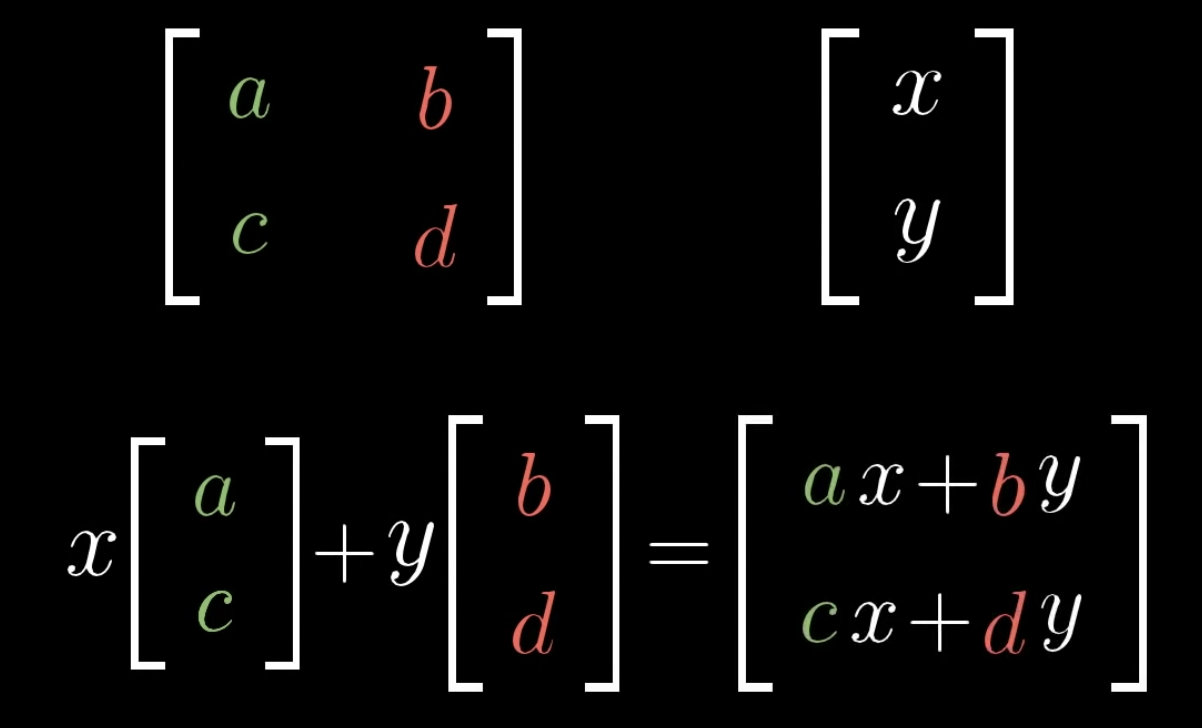 [a b; c d] [x; y]
x[a; c]+y[b; d]=[ax+by; cx+dy]